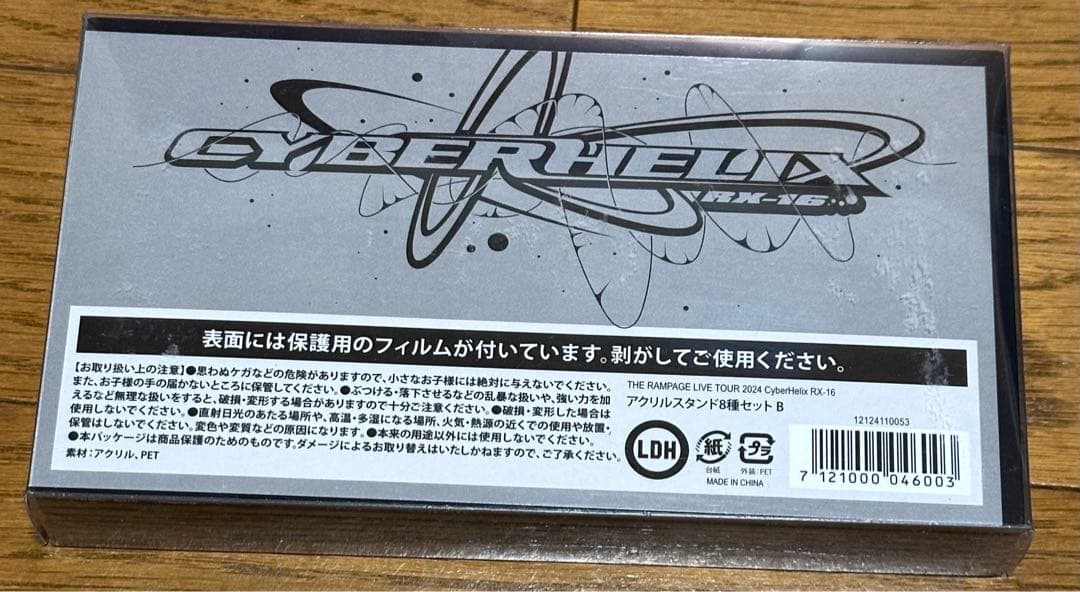 CYBERHELIX
RX-16
表面には保護用のフィルムが付いています。剥がしてご使用ください。
【お取り扱い上の注意】●思わぬケガなどの危険がありますので、小さなお子様には絶対に与えないでください。
また、お子様の手の届かないところに保管してください。●ぶつける・落下させるなどの乱暴な扱いや、強い力を加
えるなど無理な扱いをすると、破損・変形する場合がありますので十分ご注意ください。●破損・変形した場合は
使用しないでください。●直射日光のあたる場所や、高温・多湿になる場所、火気・熱源の近くでの使用や放置・
保管はしないでください。変色や変質などの原因になります。●本来の用途以外には使用しないでください。
●本パッケージは商品保護のためのものです。ダメージによるお取り替えはいたしかねますので、ご了承ください。
素材：アクリル、PET
THE RAMPAGE LIVE TOUR 2024 CyberHelix RX-16
アクリルスタンド8種セット B
12124110053
LDH
紙
台紙
プラ
外装：PET
MADE IN CHINA
7 121000 046003